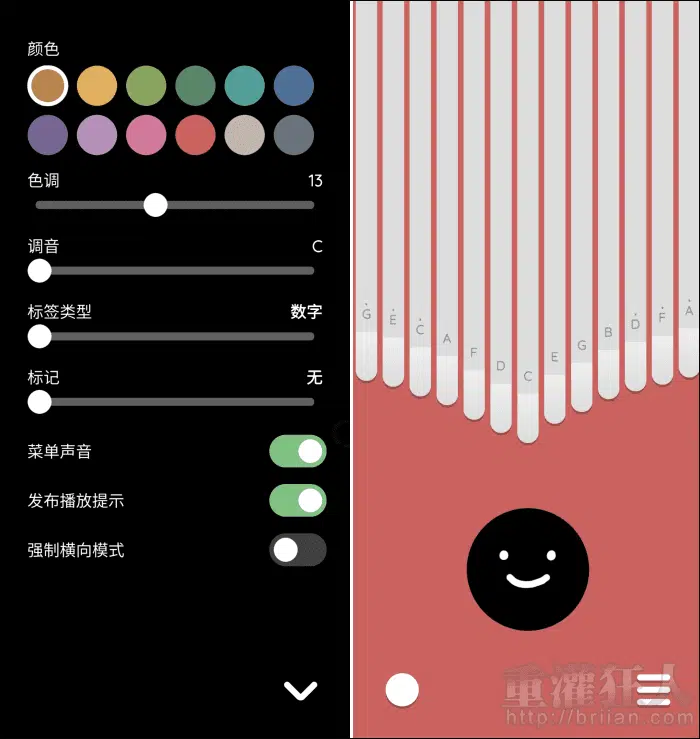 颜色
色调 13
调音 C
标签类型 数字
标记 无
菜单声音
发布播放提示
强制横向模式
G E C A F D C E G B D F A
重灌狂人
http://briian.com